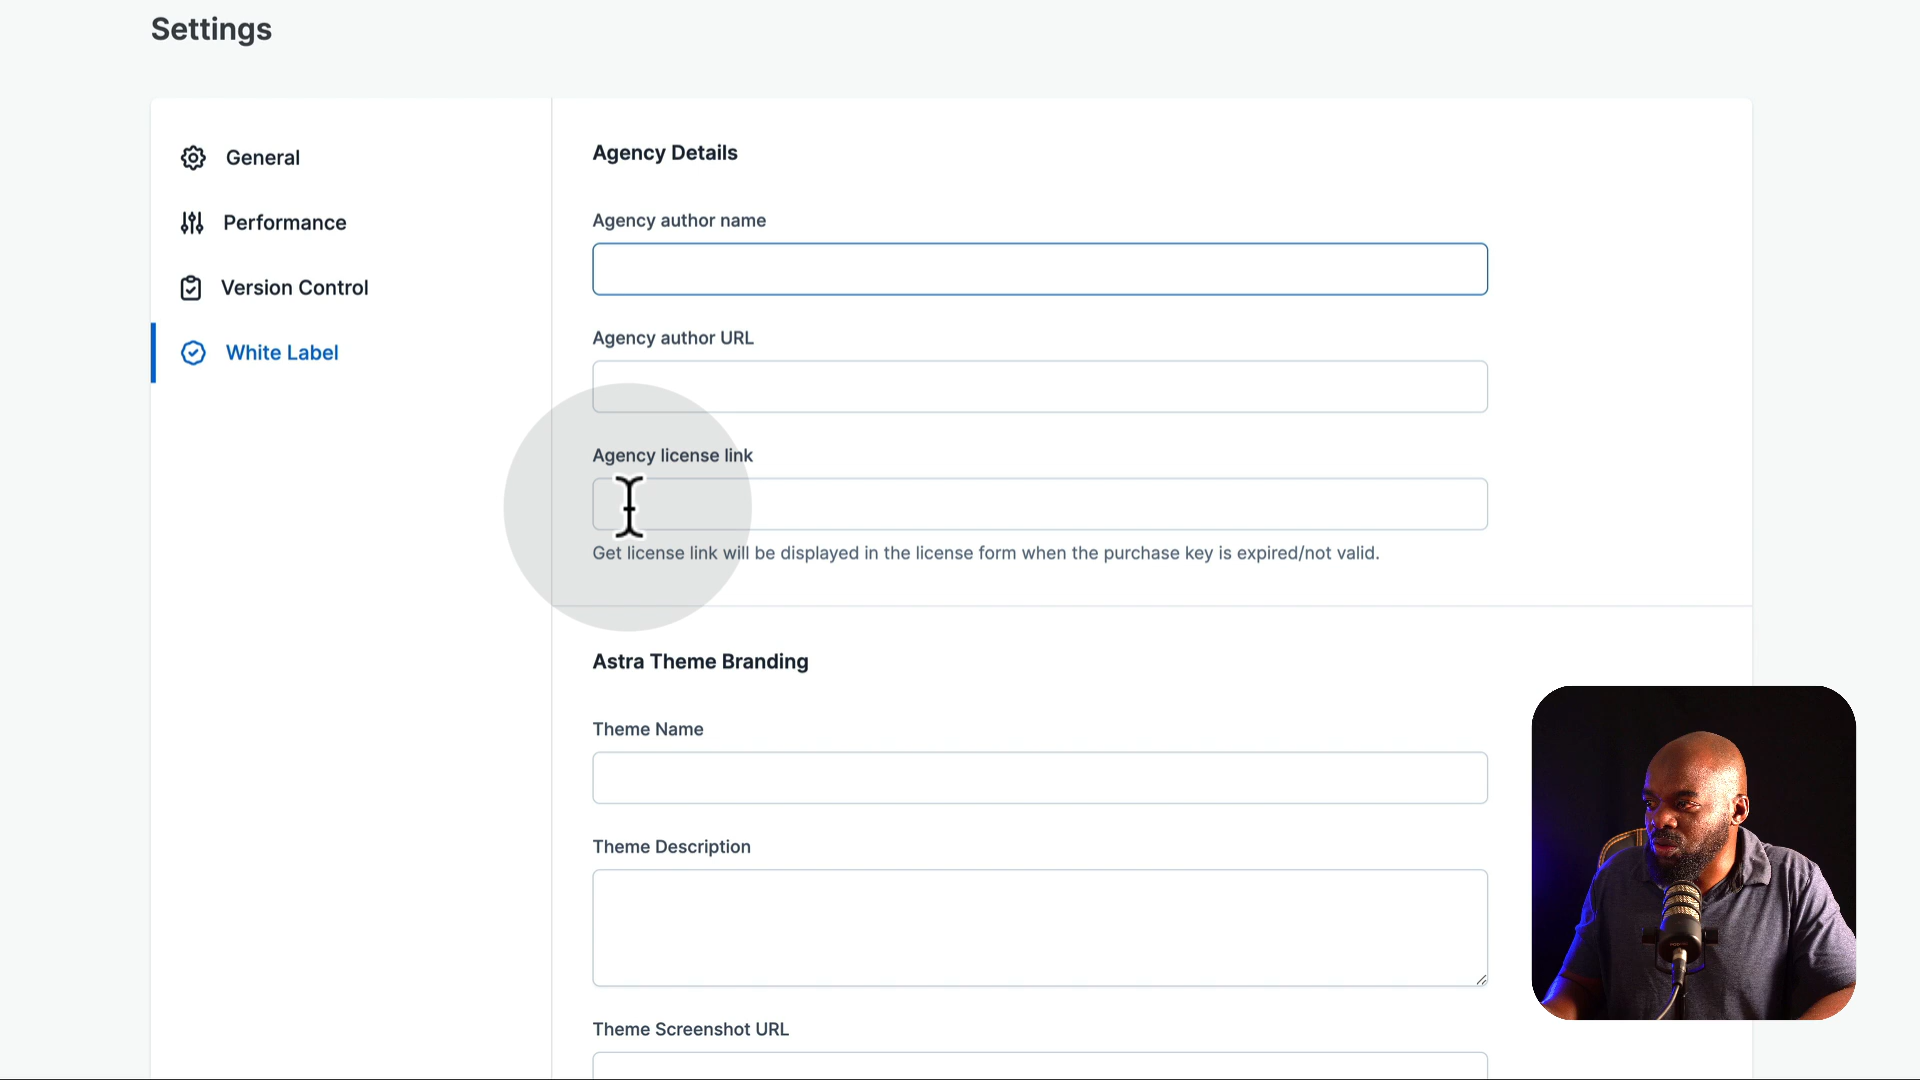 Settings
General
Performance
Version Control
White Label
Agency Details
Agency author name
Agency author URL
Agency license link
Get license link will be displayed in the license form when the purchase key is expired/not valid.
Astra Theme Branding
Theme Name
Theme Description
Theme Screenshot URL